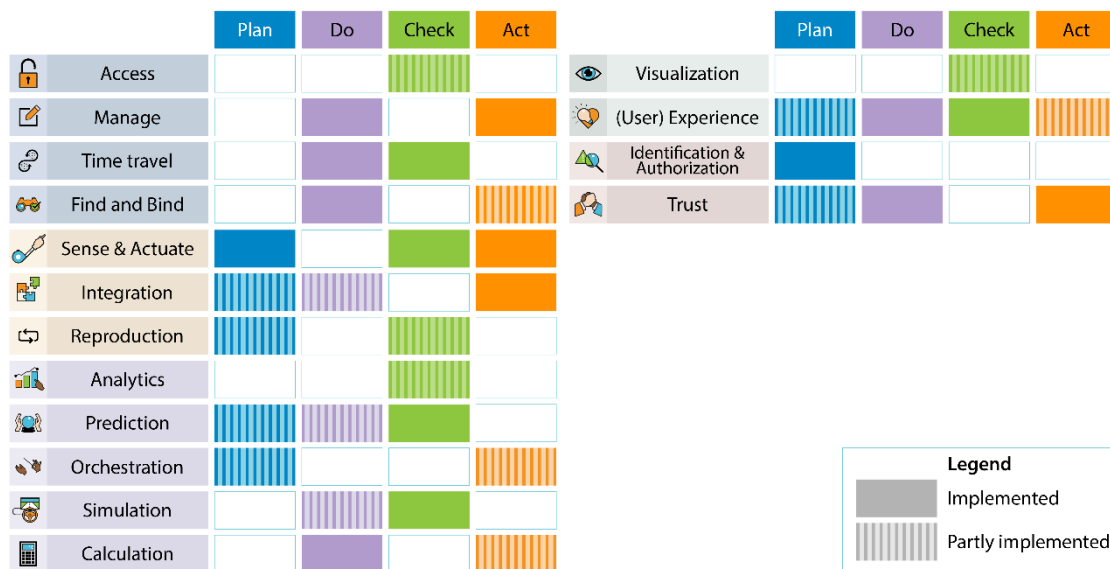 Plan Do Check Act
Access
Manage
Time travel
Find and Bind
Sense & Actuate
Integration
Reproduction
Analytics
Prediction
Orchestration
Simulation
Calculation
Plan Do Check Act
Visualization
(User) Experience
Identification &
Authorization
Trust
Legend
Implemented
Partly implemented